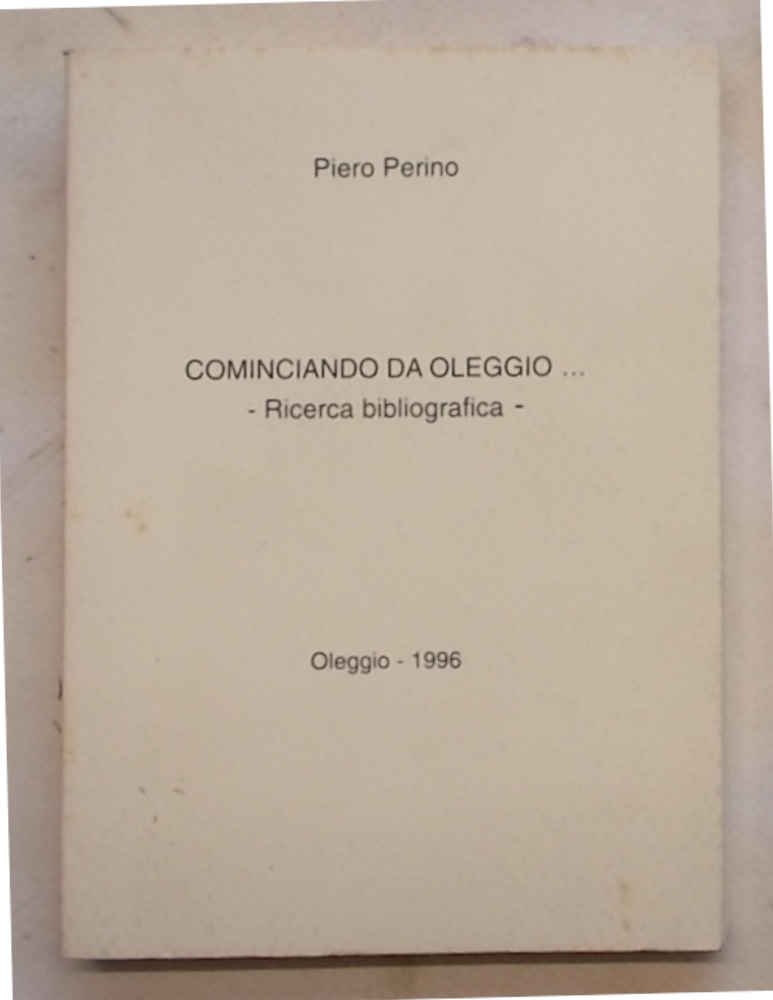 Piero Perino
COMINCIANDO DA OLEGGIO ...
- Ricerca bibliografica -
Oleggio - 1996